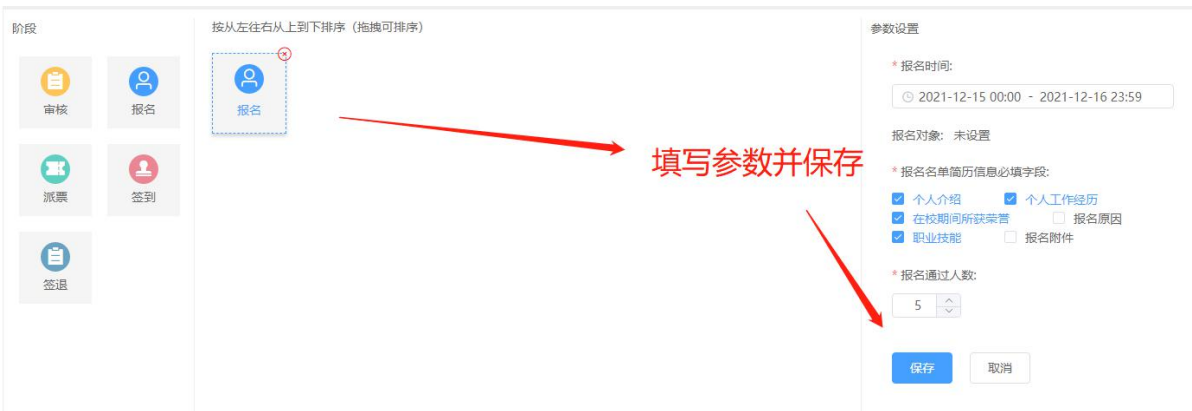 阶段
审核
报名
派票
签到
签退
按从左往右从上到下排序（拖拽可排序）
报名
填写参数并保存
参数设置
* 报名时间:
2021-12-15 00:00 - 2021-12-16 23:59
报名对象: 未设置
* 报名名单简历信息必填字段:
个人介绍 个人工作经历
在校期间所获荣誉 报名原因
职业技能 报名附件
* 报名通过人数:
5
保存 取消